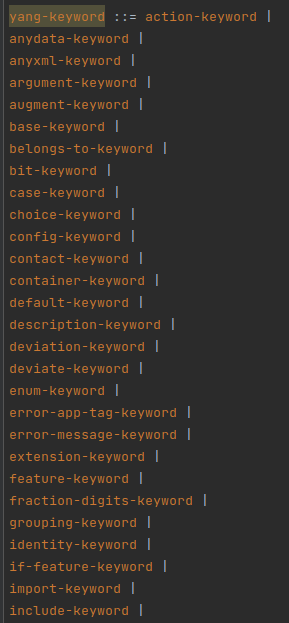 yang-keyword ::= action-keyword |
anydata-keyword |
anyxml-keyword |
argument-keyword |
augment-keyword |
base-keyword |
belongs-to-keyword |
bit-keyword |
case-keyword |
choice-keyword |
config-keyword |
contact-keyword |
container-keyword |
default-keyword |
description-keyword |
deviation-keyword |
deviate-keyword |
enum-keyword |
error-app-tag-keyword |
error-message-keyword |
extension-keyword |
feature-keyword |
fraction-digits-keyword |
grouping-keyword |
identity-keyword |
if-feature-keyword |
import-keyword |
include-keyword |